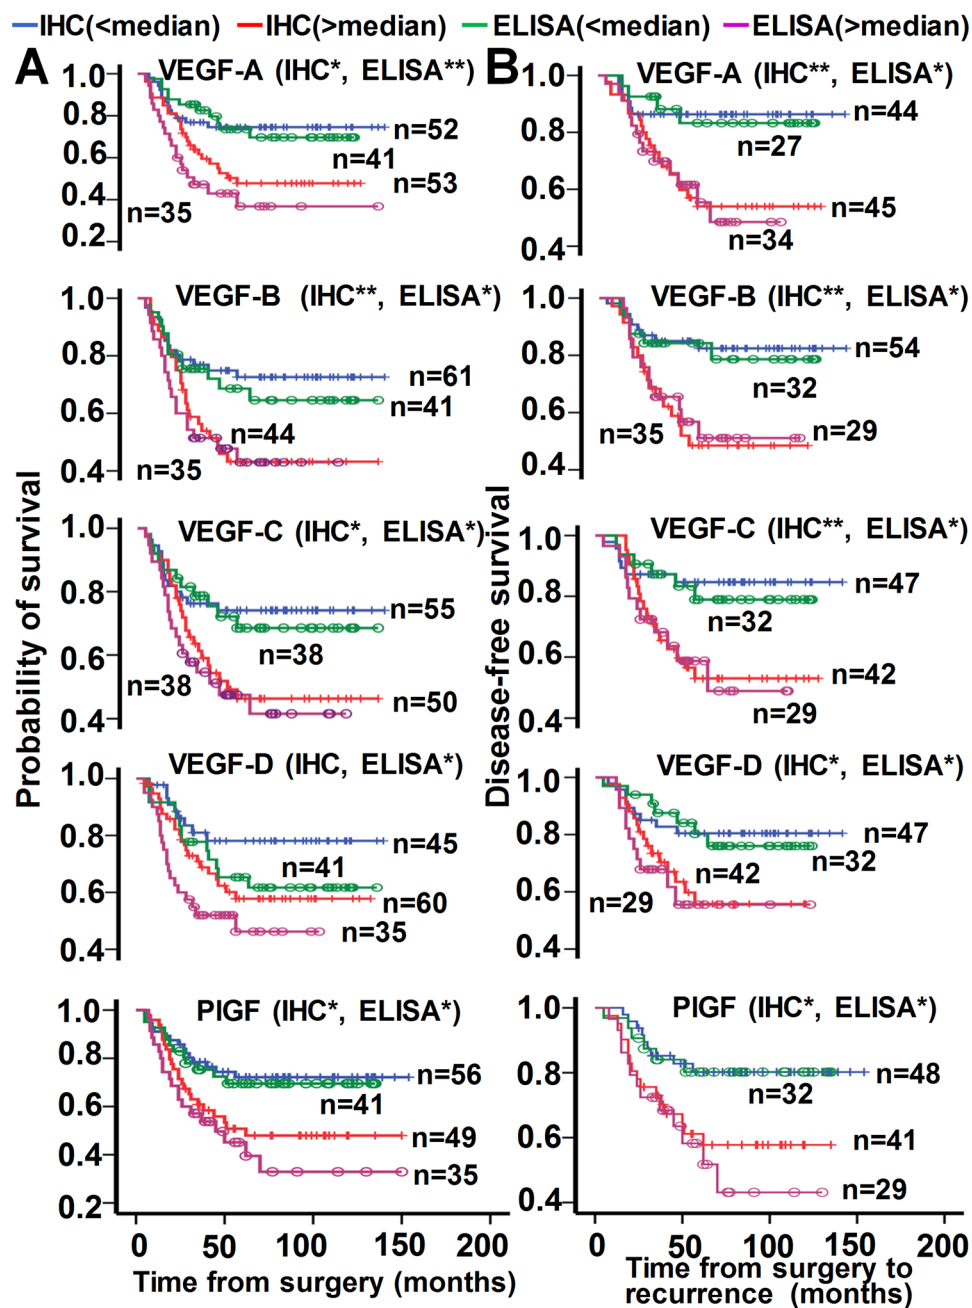 IHC(<median) IHC(>median) ELISA(<median) ELISA(>median)
A
VEGF-A (IHC*, ELISA**)
1.0
0.8
0.6
0.4
0.2
n=52
n=41
n=53
n=35
VEGF-B (IHC**, ELISA*)
1.0
0.8
0.6
0.4
n=61
n=41
n=44
n=35
VEGF-C (IHC*, ELISA*)
1.0
0.8
0.6
0.4
n=55
n=38
n=38
n=50
VEGF-D (IHC, ELISA*)
1.0
0.8
0.6
0.4
n=45
n=41
n=60
n=35
PIGF (IHC*, ELISA*)
1.0
0.8
0.6
0.4
0.2
n=56
n=41
n=49
n=35
0 50 100 150 200
Probability of survival
Time from surgery (months)
B
VEGF-A (IHC**, ELISA*)
1.0
0.8
0.6
0.4
n=44
n=27
n=45
n=34
VEGF-B (IHC**, ELISA*)
1.0
0.8
0.6
0.4
n=54
n=32
n=35
n=29
VEGF-C (IHC**, ELISA*)
1.0
0.8
0.6
0.4
n=47
n=32
n=42
n=29
VEGF-D (IHC*, ELISA*)
1.0
0.8
0.6
0.4
n=47
n=32
n=42
n=29
PIGF (IHC*, ELISA*)
1.0
0.8
0.6
0.4
n=48
n=32
n=41
n=29
0 50 100 150 200
Disease-free survival
Time from surgery to
recurrence (months)